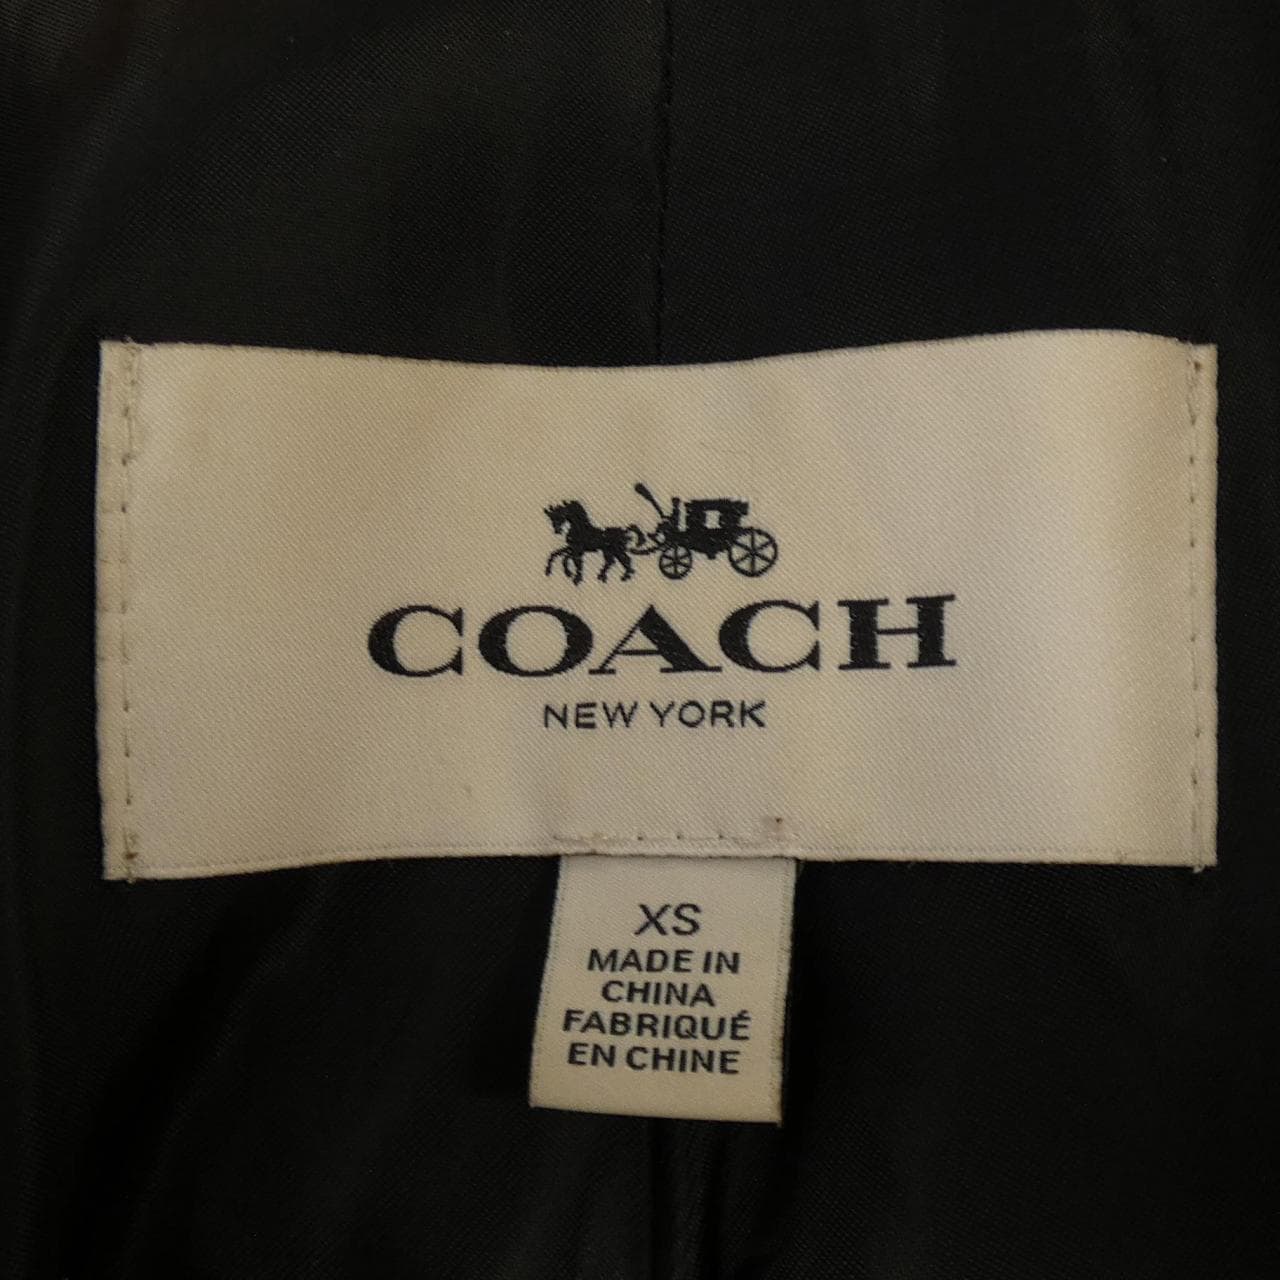 COACH
NEW YORK
XS
MADE IN
CHINA
FABRIQUÉ
EN CHINE